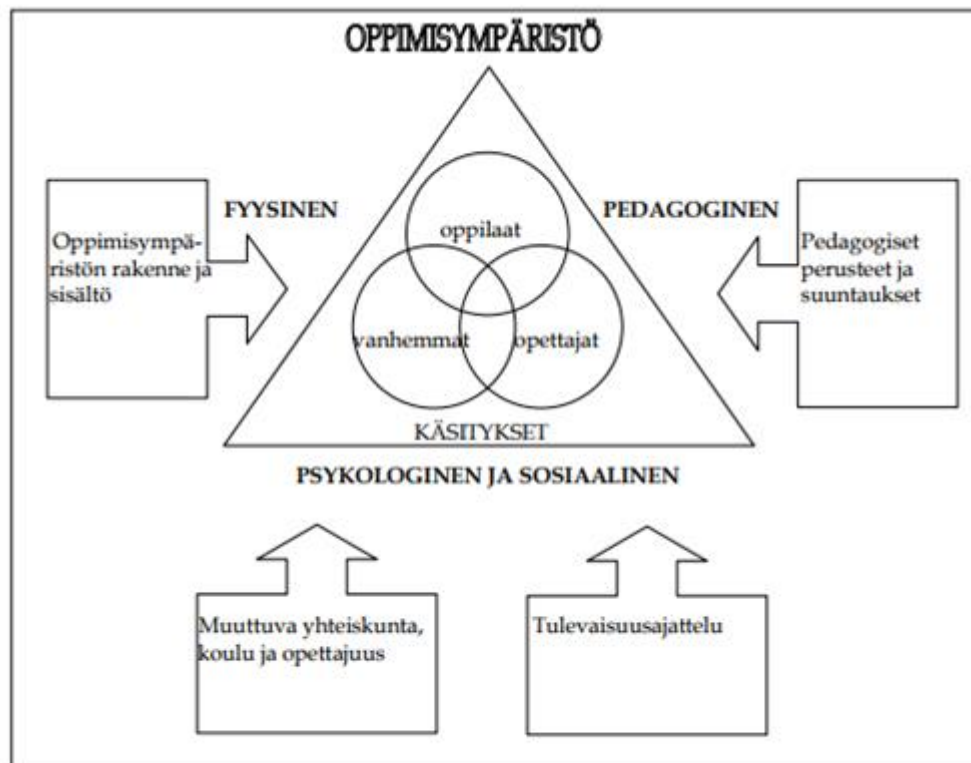 OPPIMISYMPÄRISTÖ
FYYSINEN
PEDAGOGINEN
Oppimisympä-
ristön rakenne ja
sisältö
oppilaat
Pedagogiset
perusteet ja
suuntaukset
vanhemmat
opettajat
KÄSITYKSET
PSYKOLOGINEN JA SOSIAALINEN
Muuttuva yhteiskunta,
koulu ja opettajuus
Tulevaisuusajattelu